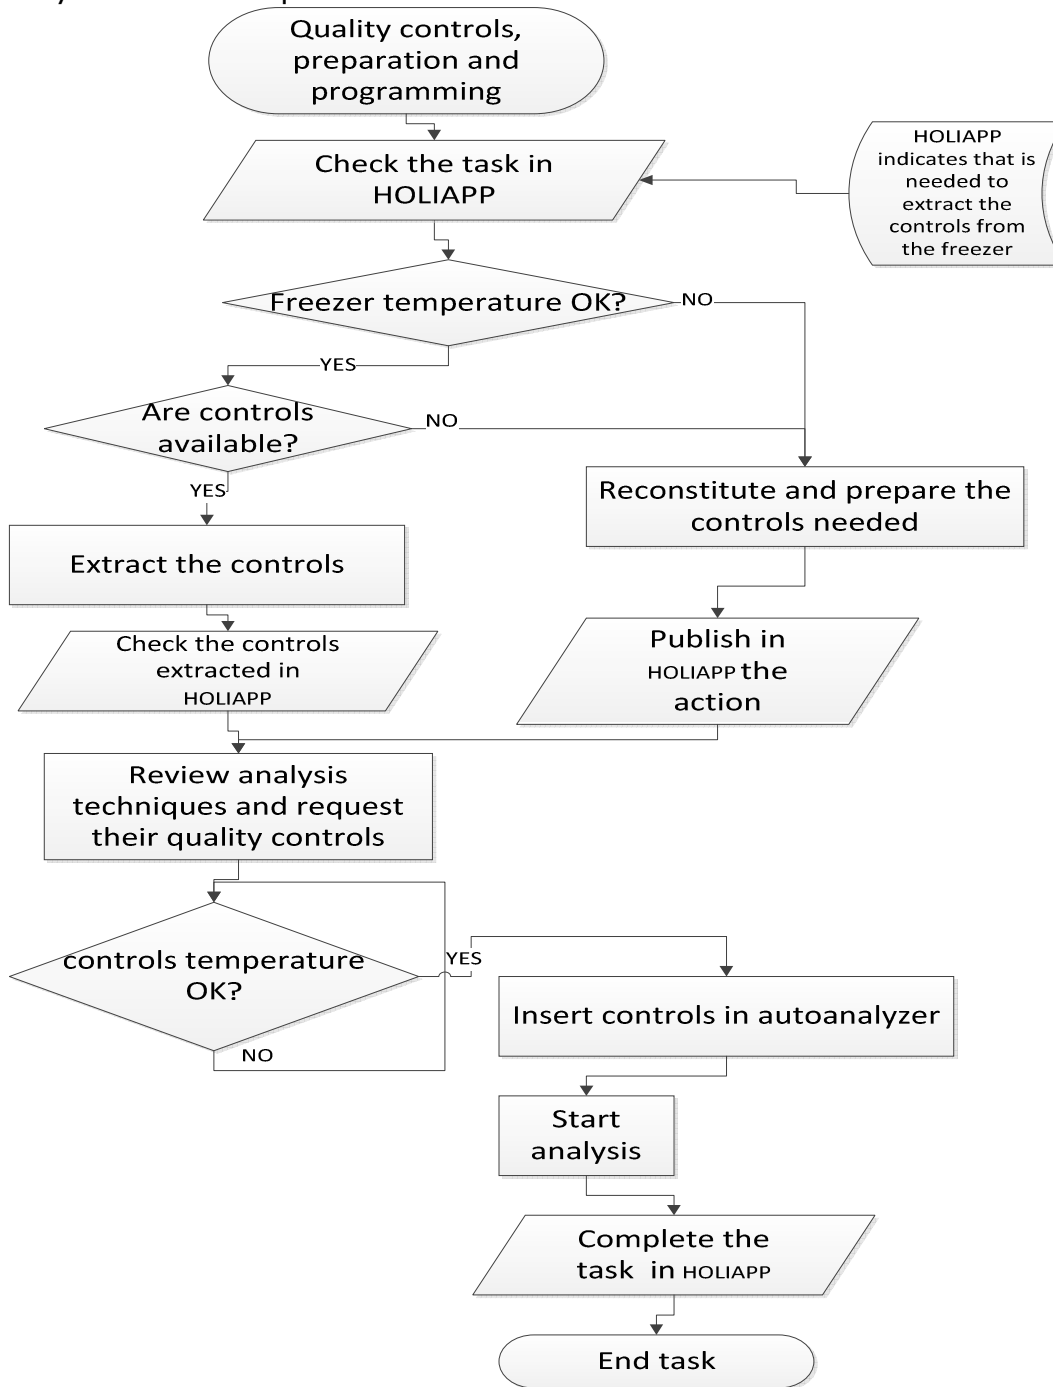 Quality controls,
preparation and
programming
Check the task in
HOLIAPP
HOLIAPP
indicates that is
needed to
extract the
controls from
the freezer
Freezer temperature OK?
NO
YES
Are controls
available?
NO
YES
Reconstitute and prepare the
controls needed
Extract the controls
Check the controls
extracted in
HOLIAPP
Publish in
HOLIAPP the
action
Review analysis
techniques and request
their quality controls
controls temperature
OK?
YES
NO
Insert controls in autoanalyzer
Start
analysis
Complete the
task in HOLIAPP
End task